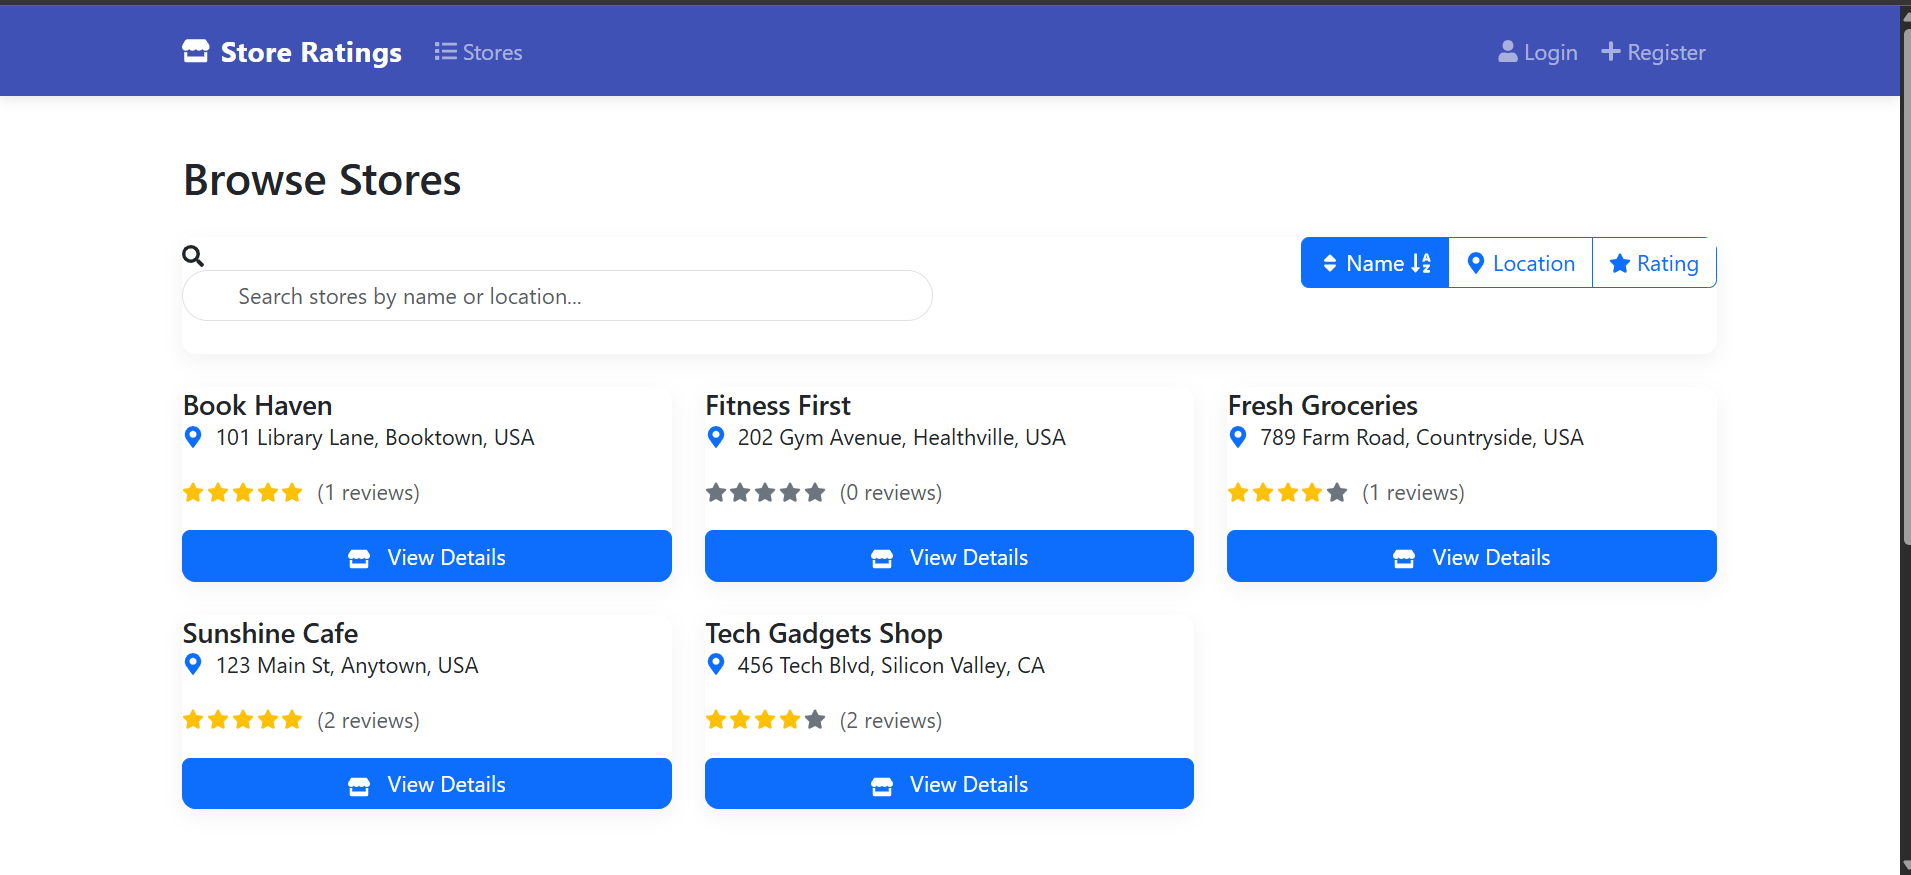 Store Ratings Stores Login Register
Browse Stores
Name Location Rating
Search stores by name or location...
Book Haven
101 Library Lane, Booktown, USA
(1 reviews)
View Details
Fitness First
202 Gym Avenue, Healthville, USA
(0 reviews)
View Details
Fresh Groceries
789 Farm Road, Countryside, USA
(1 reviews)
View Details
Sunshine Cafe
123 Main St, Anytown, USA
(2 reviews)
View Details
Tech Gadgets Shop
456 Tech Blvd, Silicon Valley, CA
(2 reviews)
View Details